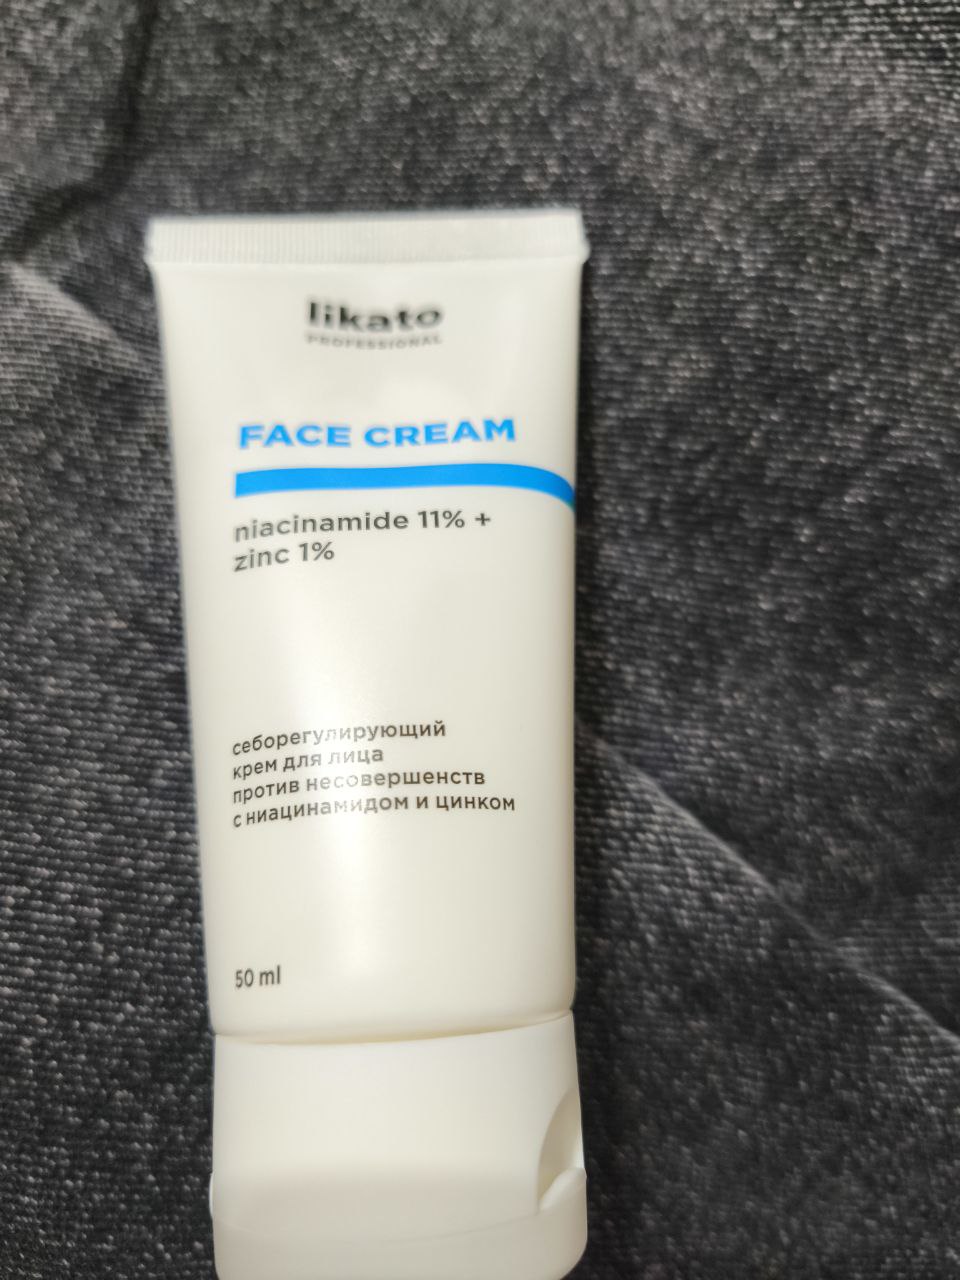 likato
PROFESSIONAL
FACE CREAM
niacinamide 11% +
zinc 1%
себорегулирующий
крем для лица
против несовершенств
с ниацинамидом и цинком
50 ml